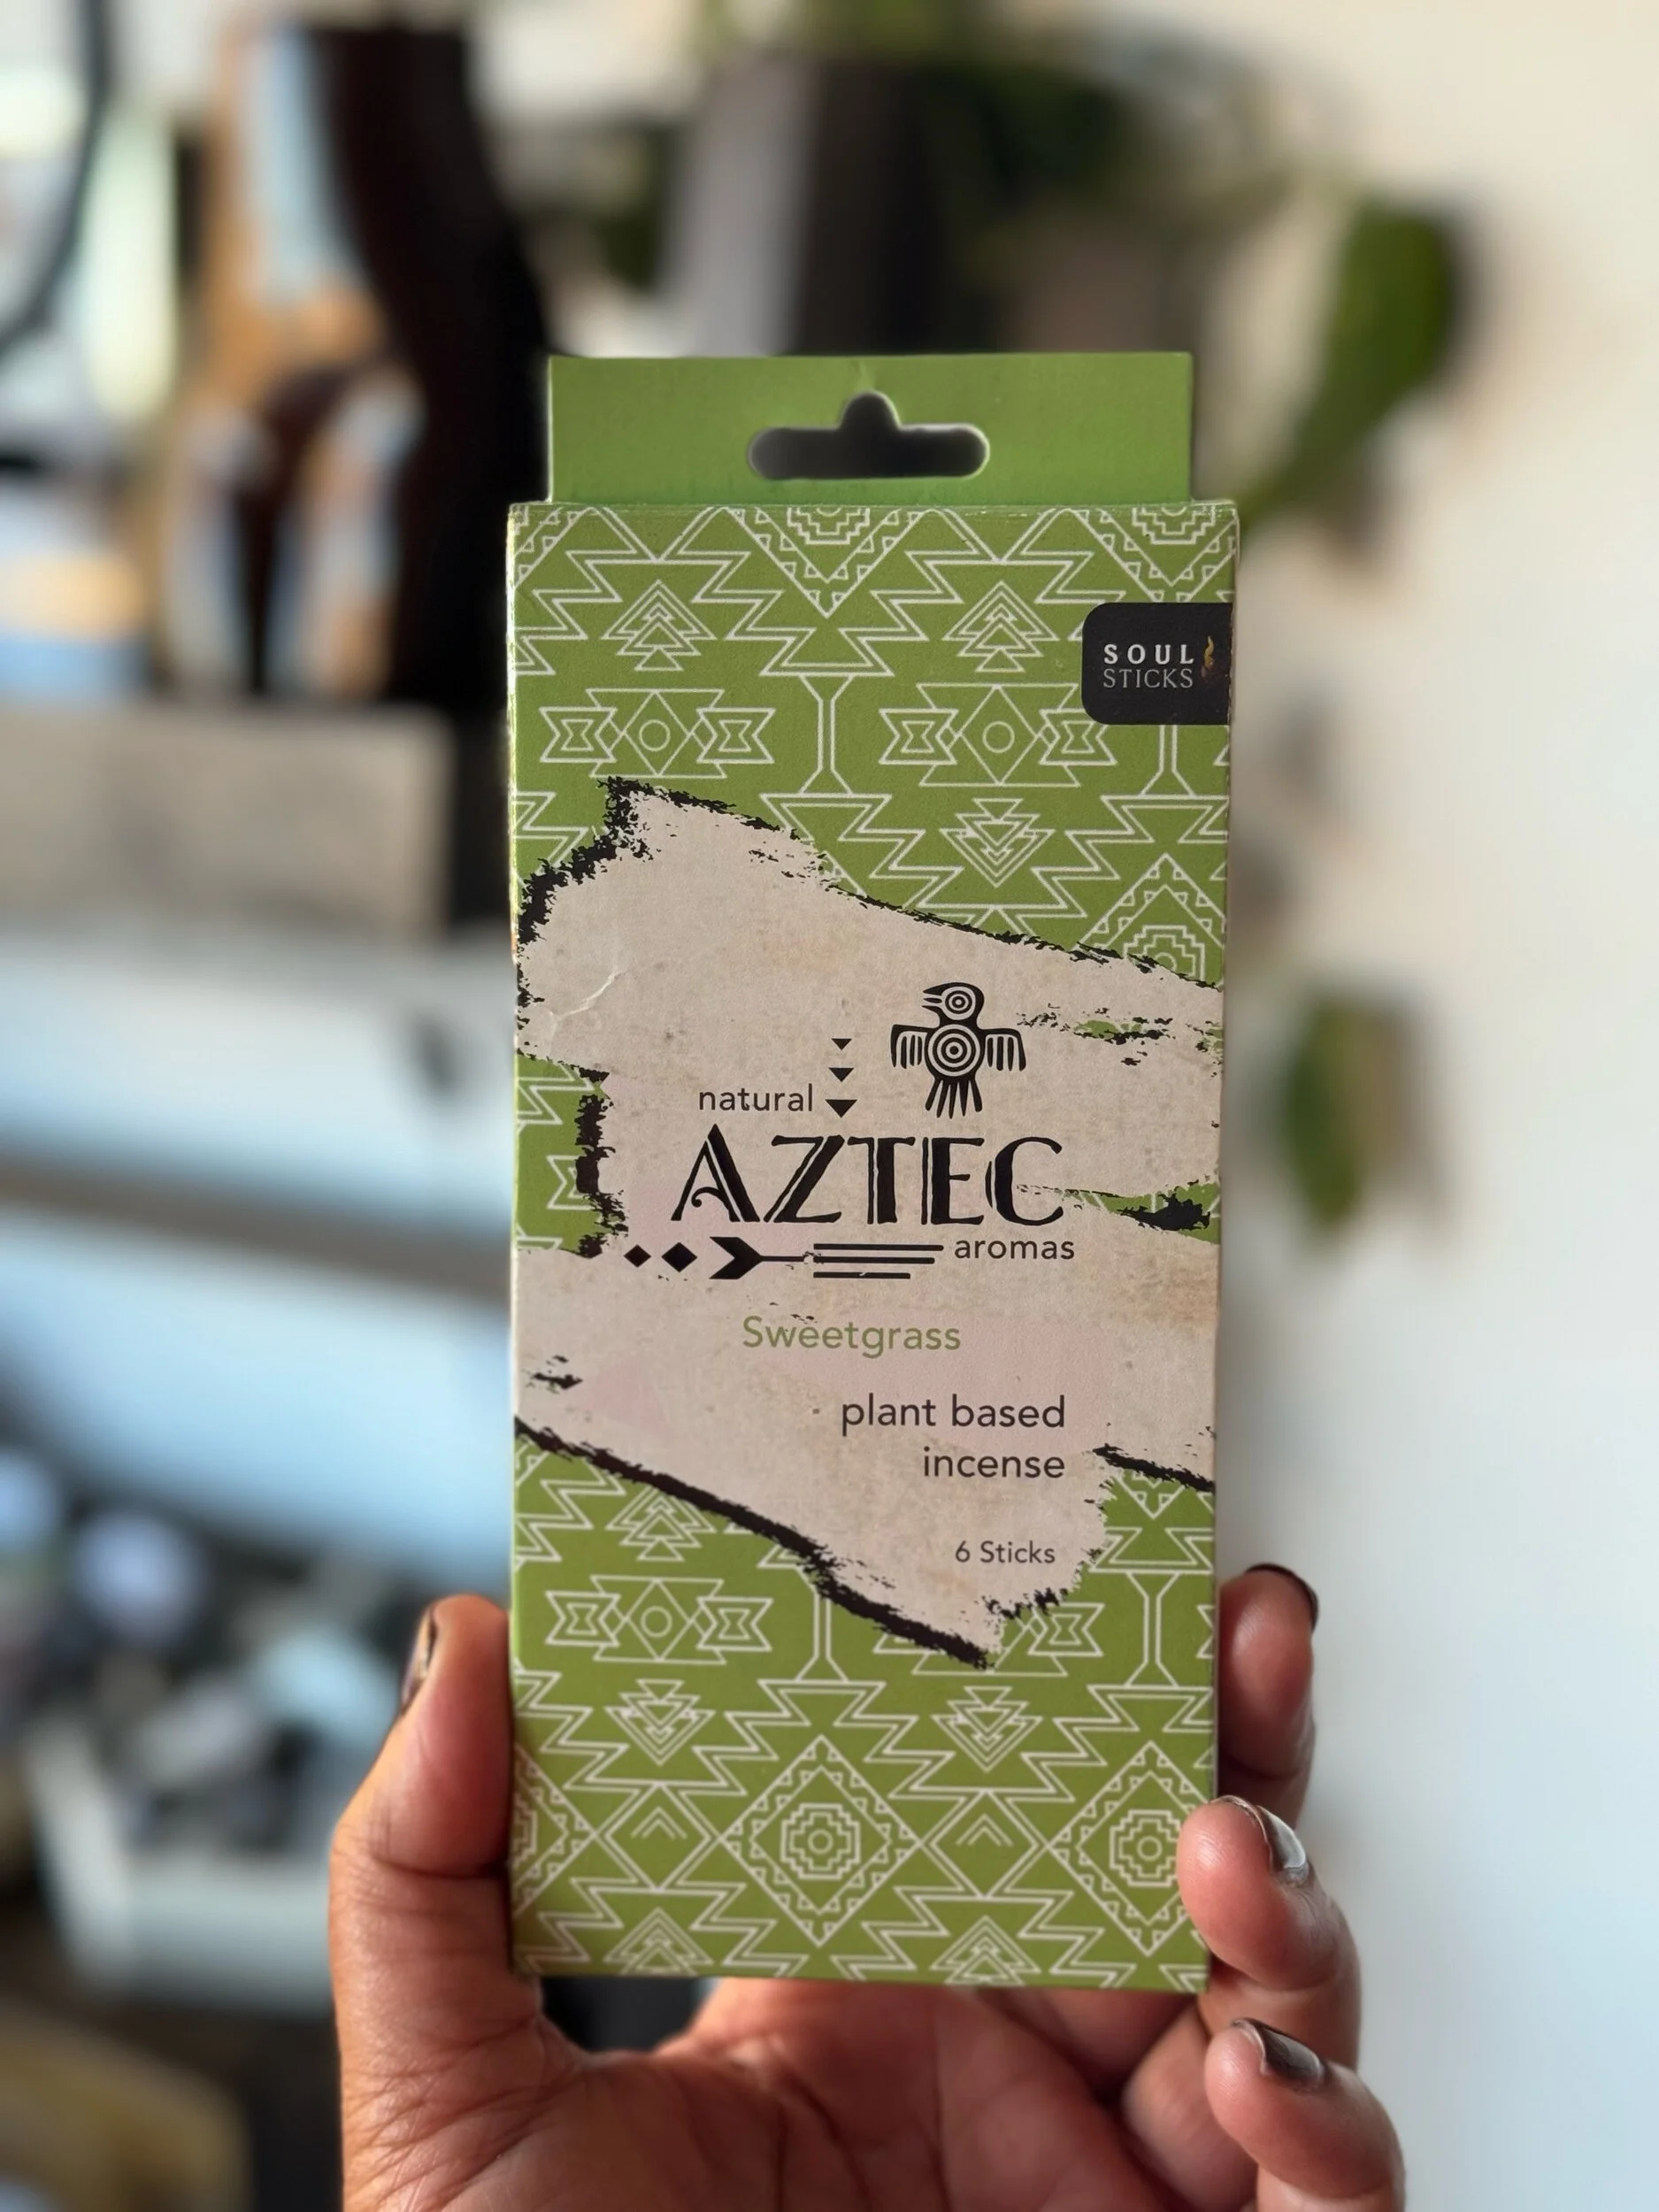 SOUL
STICKS
natural
AZTEC
aromas
Sweetgrass
plant based
incense
6 Sticks